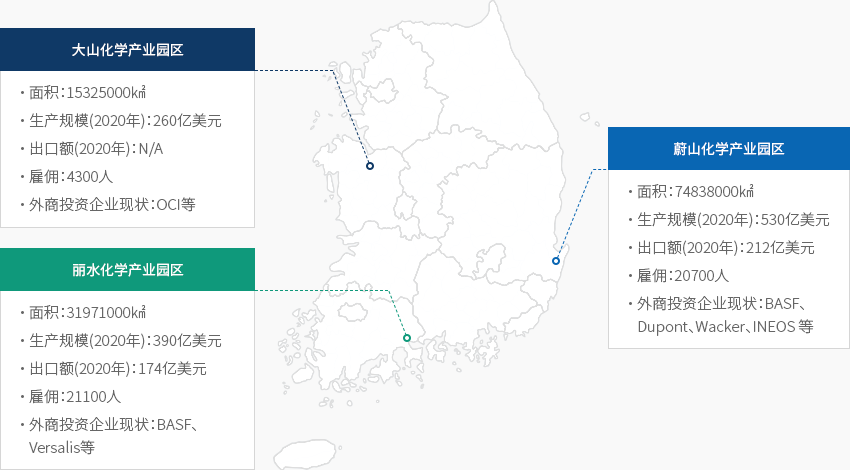 大山化学产业园区
·面积：15325000㎢
·生产规模(2020年)：260亿美元
·出口额(2020年)：N/A
·雇佣：4300人
·外商投资企业现状：OCI等
丽水化学产业园区
·面积：31971000㎢
·生产规模(2020年)：390亿美元
·出口额(2020年)：174亿美元
·雇佣：21100人
·外商投资企业现状：BASF、
Versalis等
蔚山化学产业园区
·面积：74838000㎢
·生产规模(2020年)：530亿美元
·出口额(2020年)：212亿美元
·雇佣：20700人
·外商投资企业现状：BASF、
Dupont、Wacker、INEOS 等